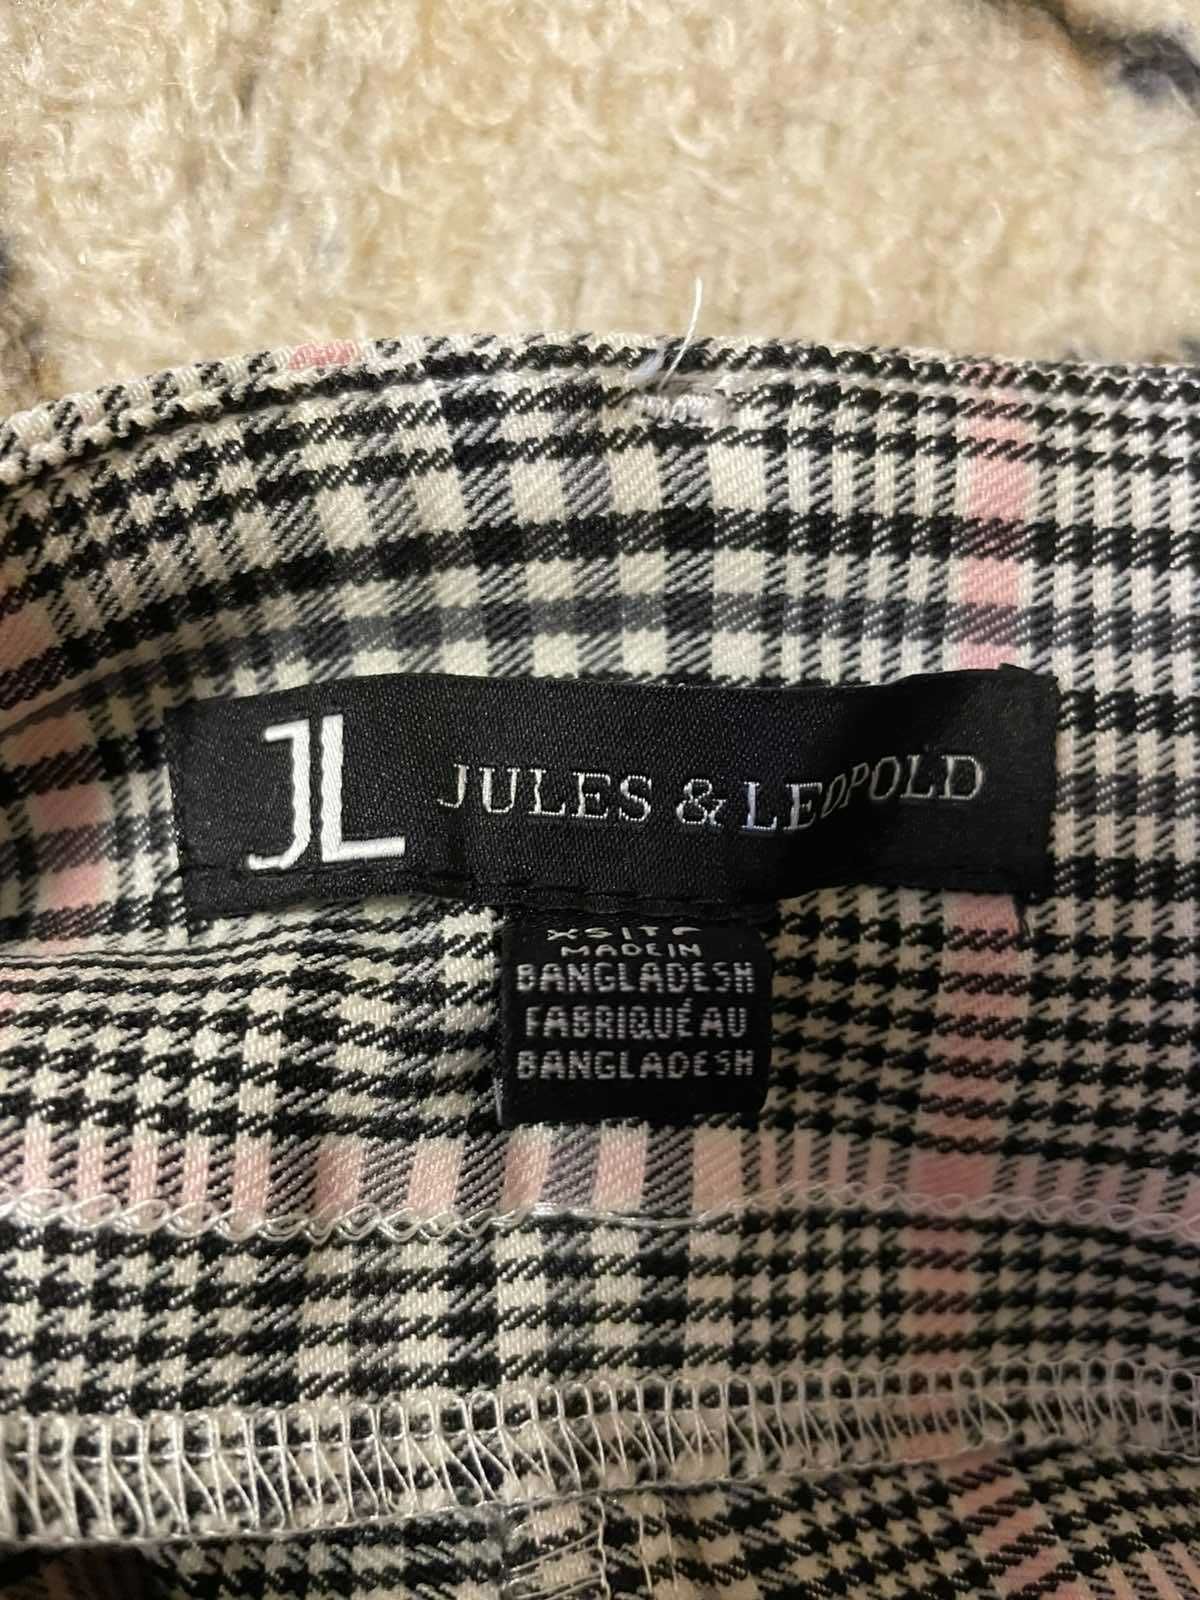 JL JULES & LEOPOLD
MADE IN
BANGLADESH
FABRIQUÉ AU
BANGLADESH